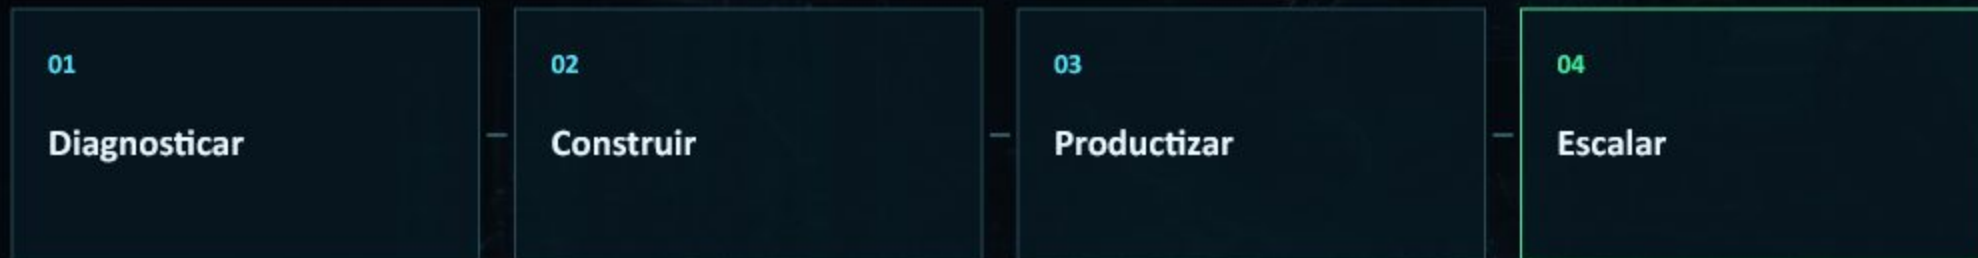 01
Diagnosticar
02
Construir
03
Productizar
04
Escalar